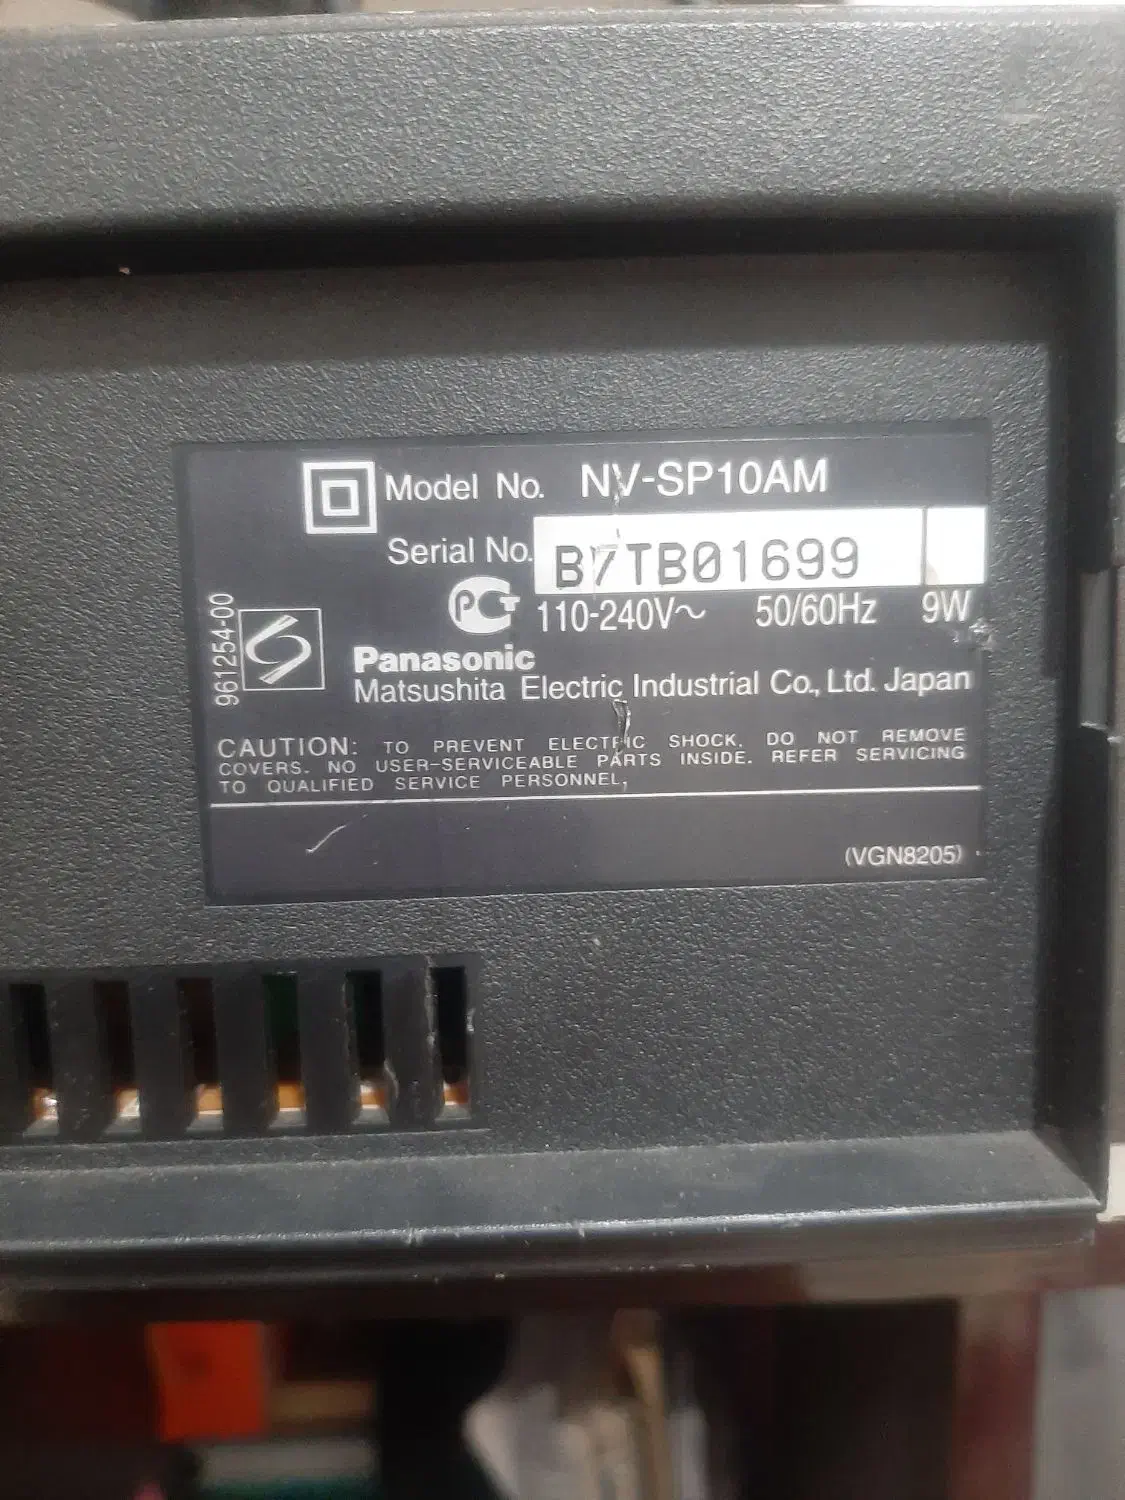 Model No. NV-SP10AM
Serial No. B7TB01699
PCT 110-240V~ 50/60Hz 9W
961254-00
Panasonic
Matsushita Electric Industrial Co., Ltd. Japan
CAUTION: TO PREVENT ELECTRIC SHOCK, DO NOT REMOVE
COVERS. NO USER-SERVICEABLE PARTS INSIDE. REFER SERVICING
TO QUALIFIED SERVICE PERSONNEL,
(VGN8205)